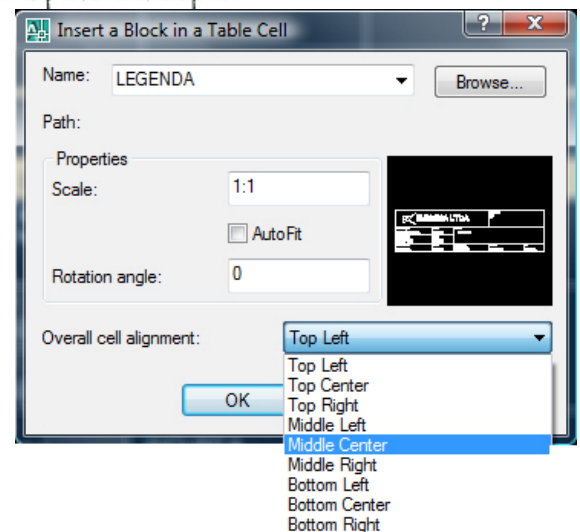 Insert a Block in a Table Cell
Name: LEGENDA Browse...
Path:
Properties
Scale: 1:1
AutoFit
Rotation angle: 0
Overall cell alignment: Top Left
Top Left
Top Center
OK Top Right
Middle Left
Middle Center
Middle Right
Bottom Left
Bottom Center
Bottom Right